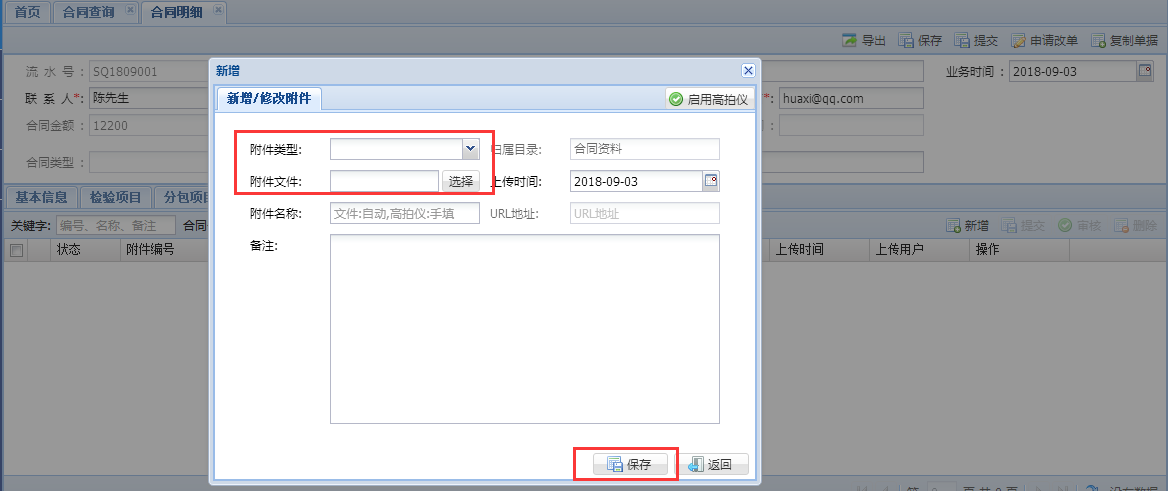 首页 合同查询 合同明细
导出 保存 提交 申请改单 复制单据
流 水 号: SQ1809001 业务时间: 2018-09-03
联 系 人*: 陈先生 *: huaxi@qq.com
合同金额: 12200
合同类型:
基本信息 检验项目 分包项目
关键字: 编号、名称、备注 合同 新增 提交 审核 删除
状态 附件编号 上传时间 上传用户 操作
新增
新增/修改附件 启用高拍仪
附件类型: 归属目录: 合同资料
附件文件: 选择 上传时间: 2018-09-03
附件名称: 文件:自动,高拍仪:手填 URL地址: URL地址
备注:
保存 返回